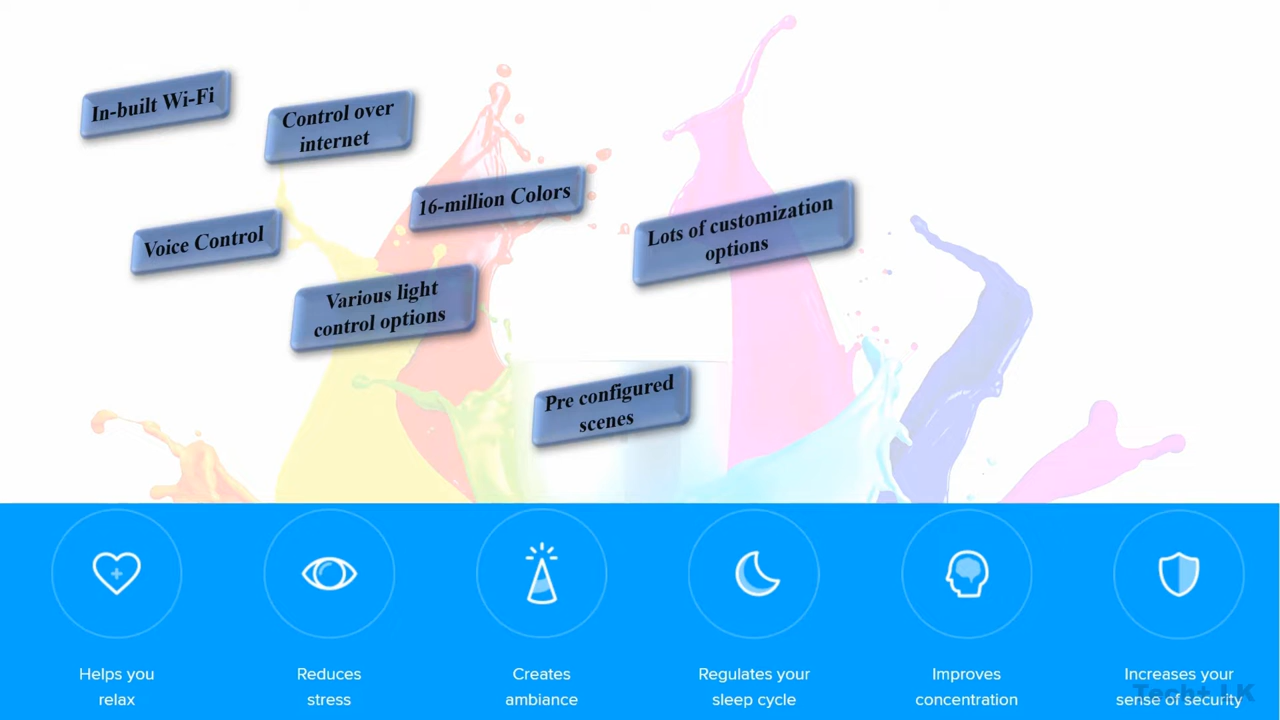 In-built Wi-Fi
Control over
internet
16-million Colors
Lots of customization
options
Voice Control
Various light
control options
Pre configured
scenes
Helps you
relax
Reduces
stress
Creates
ambiance
Regulates your
sleep cycle
Improves
concentration
Increases your
sense of security